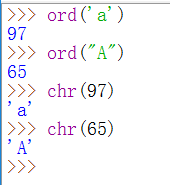 >>> ord('a')
97
>>> ord("A")
65
>>> chr(97)
'a'
>>> chr(65)
'A'
>>>